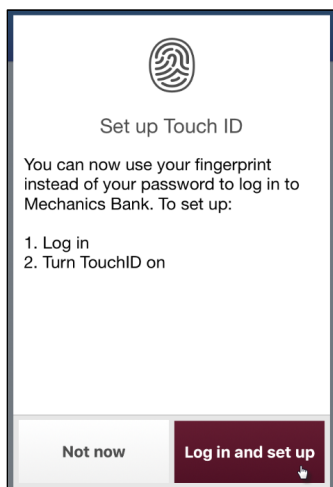 Set up Touch ID
You can now use your fingerprint
instead of your password to log in to
Mechanics Bank. To set up:
1. Log in
2. Turn TouchID on
Not now
Log in and set up